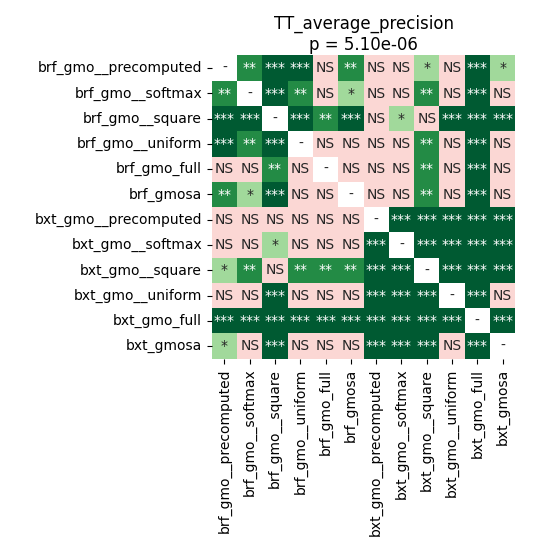 TT_average_precision
p = 5.10e-06
brf_gmo__precomputed - ** *** *** NS ** NS NS * NS *** *
brf_gmo__softmax ** - *** ** NS * NS NS ** NS *** NS
brf_gmo__square *** *** - *** ** *** NS * NS *** *** ***
brf_gmo__uniform *** ** *** - NS NS NS NS ** NS *** NS
brf_gmo_full NS NS ** NS - NS NS NS ** NS *** NS
brf_gmosa ** * *** NS NS - NS NS ** NS *** NS
bxt_gmo__precomputed NS NS NS NS NS NS - *** *** *** *** ***
bxt_gmo__softmax NS NS * NS NS NS *** - *** *** *** ***
bxt_gmo__square * ** NS ** ** ** *** *** - *** *** ***
bxt_gmo__uniform NS NS *** NS NS NS *** *** *** - *** NS
bxt_gmo_full *** *** *** *** *** *** *** *** *** *** - ***
bxt_gmosa * NS *** NS NS NS *** *** *** NS *** -
brf_gmo__precomputed
brf_gmo__softmax
brf_gmo__square
brf_gmo__uniform
brf_gmo_full
brf_gmosa
bxt_gmo__precomputed
bxt_gmo__softmax
bxt_gmo__square
bxt_gmo__uniform
bxt_gmo_full
bxt_gmosa